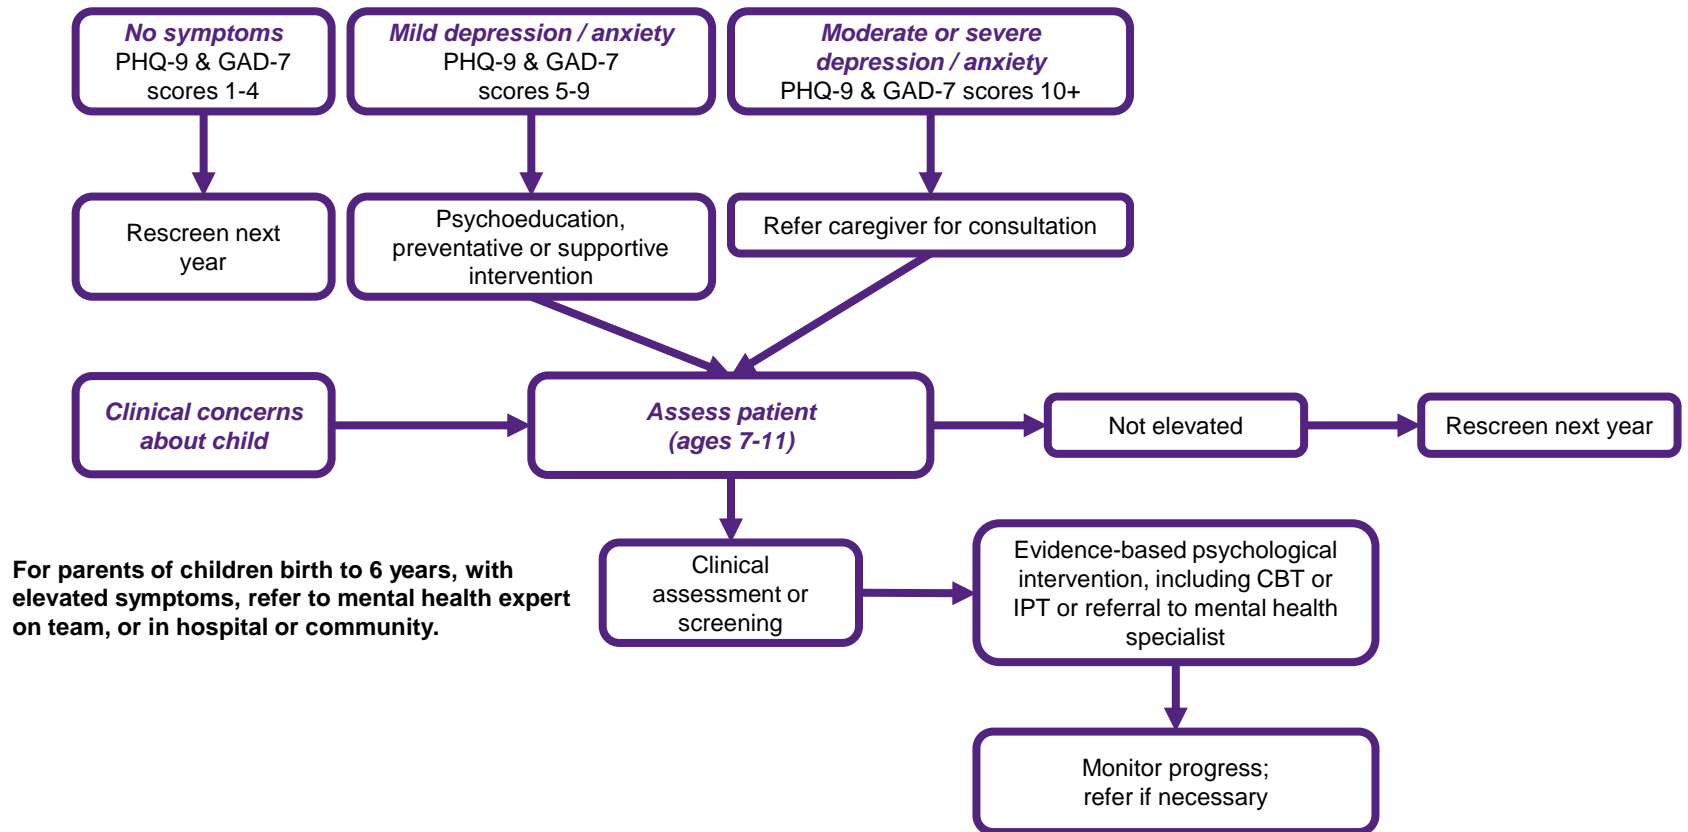 No symptoms
PHQ-9 & GAD-7
scores 1-4
Mild depression / anxiety
PHQ-9 & GAD-7
scores 5-9
Moderate or severe
depression / anxiety
PHQ-9 & GAD-7 scores 10+
Rescreen next
year
Psychoeducation,
preventative or supportive
intervention
Refer caregiver for consultation
Clinical concerns
about child
Assess patient
(ages 7-11)
Not elevated
Rescreen next year
For parents of children birth to 6 years, with
elevated symptoms, refer to mental health expert
on team, or in hospital or community.
Clinical
assessment or
screening
Evidence-based psychological
intervention, including CBT or
IPT or referral to mental health
specialist
Monitor progress;
refer if necessary